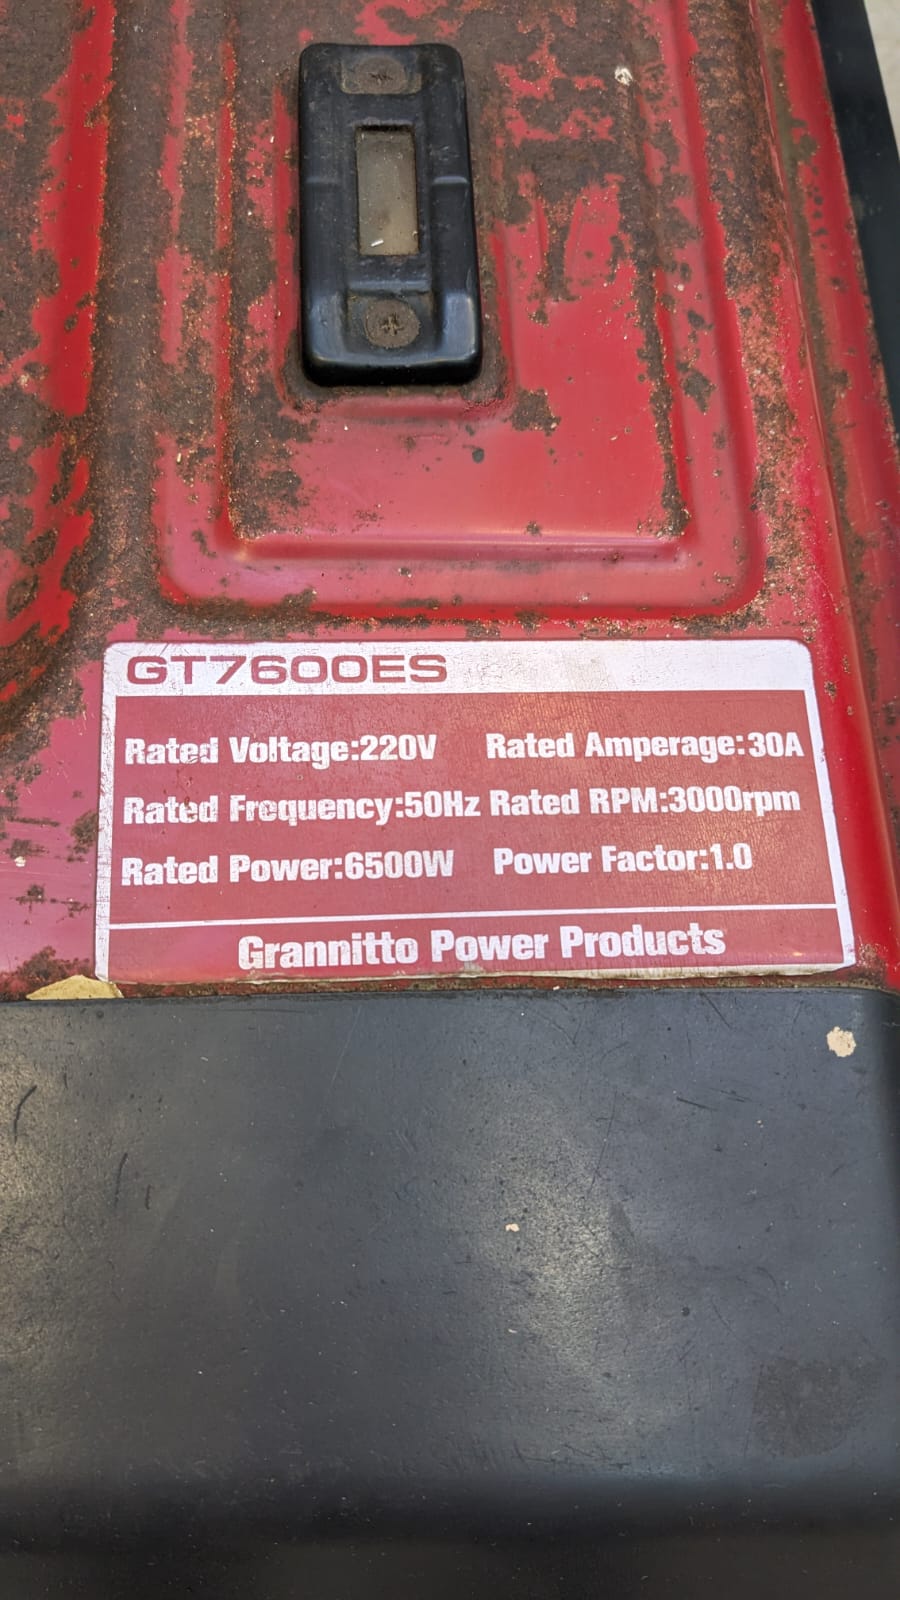 GT7600ES
Rated Voltage:220V Rated Amperage:30A
Rated Frequency:50Hz Rated RPM:3000rpm
Rated Power:6500W Power Factor:1.0
Grannitto Power Products